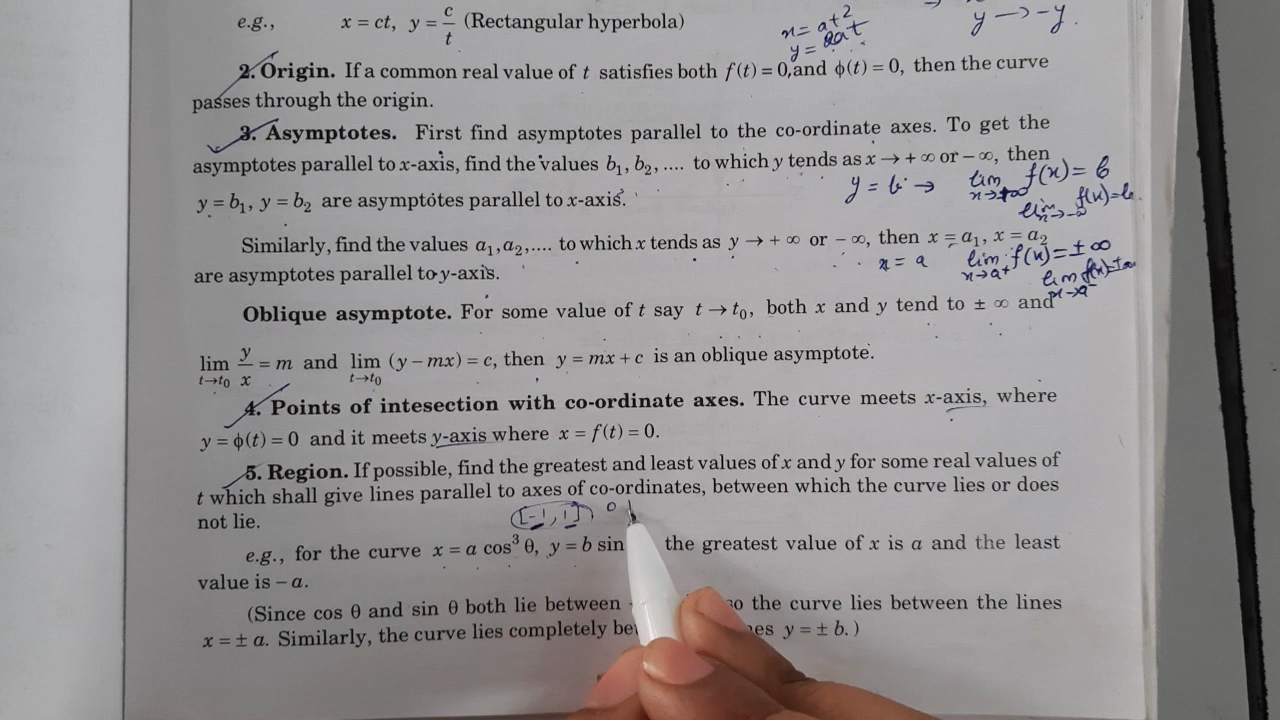 e.g., x = ct, y = c/t (Rectangular hyperbola)
x = at²
y = 2at
y → -y.
2. Origin. If a common real value of t satisfies both f(t) = 0, and ϕ(t) = 0, then the curve
passes through the origin.
3. Asymptotes. First find asymptotes parallel to the co-ordinate axes. To get the
asymptotes parallel to x-axis, find the values b₁, b₂, .... to which y tends as x → + ∞ or – ∞, then
y = b → lim x→+∞ f(x) = b
lim x→-∞ f(x) = b
y = b₁, y = b₂ are asymptotes parallel to x-axis.
Similarly, find the values a₁, a₂, .... to which x tends as y → + ∞ or – ∞, then x = a₁, x = a₂
are asymptotes parallel to y-axis.
x = a lim x→a⁺ f(x) = ±∞
lim x→a⁻ f(x) = ±∞
Oblique asymptote. For some value of t say t → t₀, both x and y tend to ± ∞ and
lim t→t₀ y/x = m and lim t→t₀ (y – mx) = c, then y = mx + c is an oblique asymptote.
4. Points of intesection with co-ordinate axes. The curve meets x-axis, where
y = ϕ(t) = 0 and it meets y-axis where x = f(t) = 0.
5. Region. If possible, find the greatest and least values of x and y for some real values of
t which shall give lines parallel to axes of co-ordinates, between which the curve lies or does
not lie.
[-1, 1] 0
e.g., for the curve x = a cos³ θ, y = b sin the greatest value of x is a and the least
value is – a.
(Since cos θ and sin θ both lie between the curve lies between the lines
x = ± a. Similarly, the curve lies completely y = ± b.)